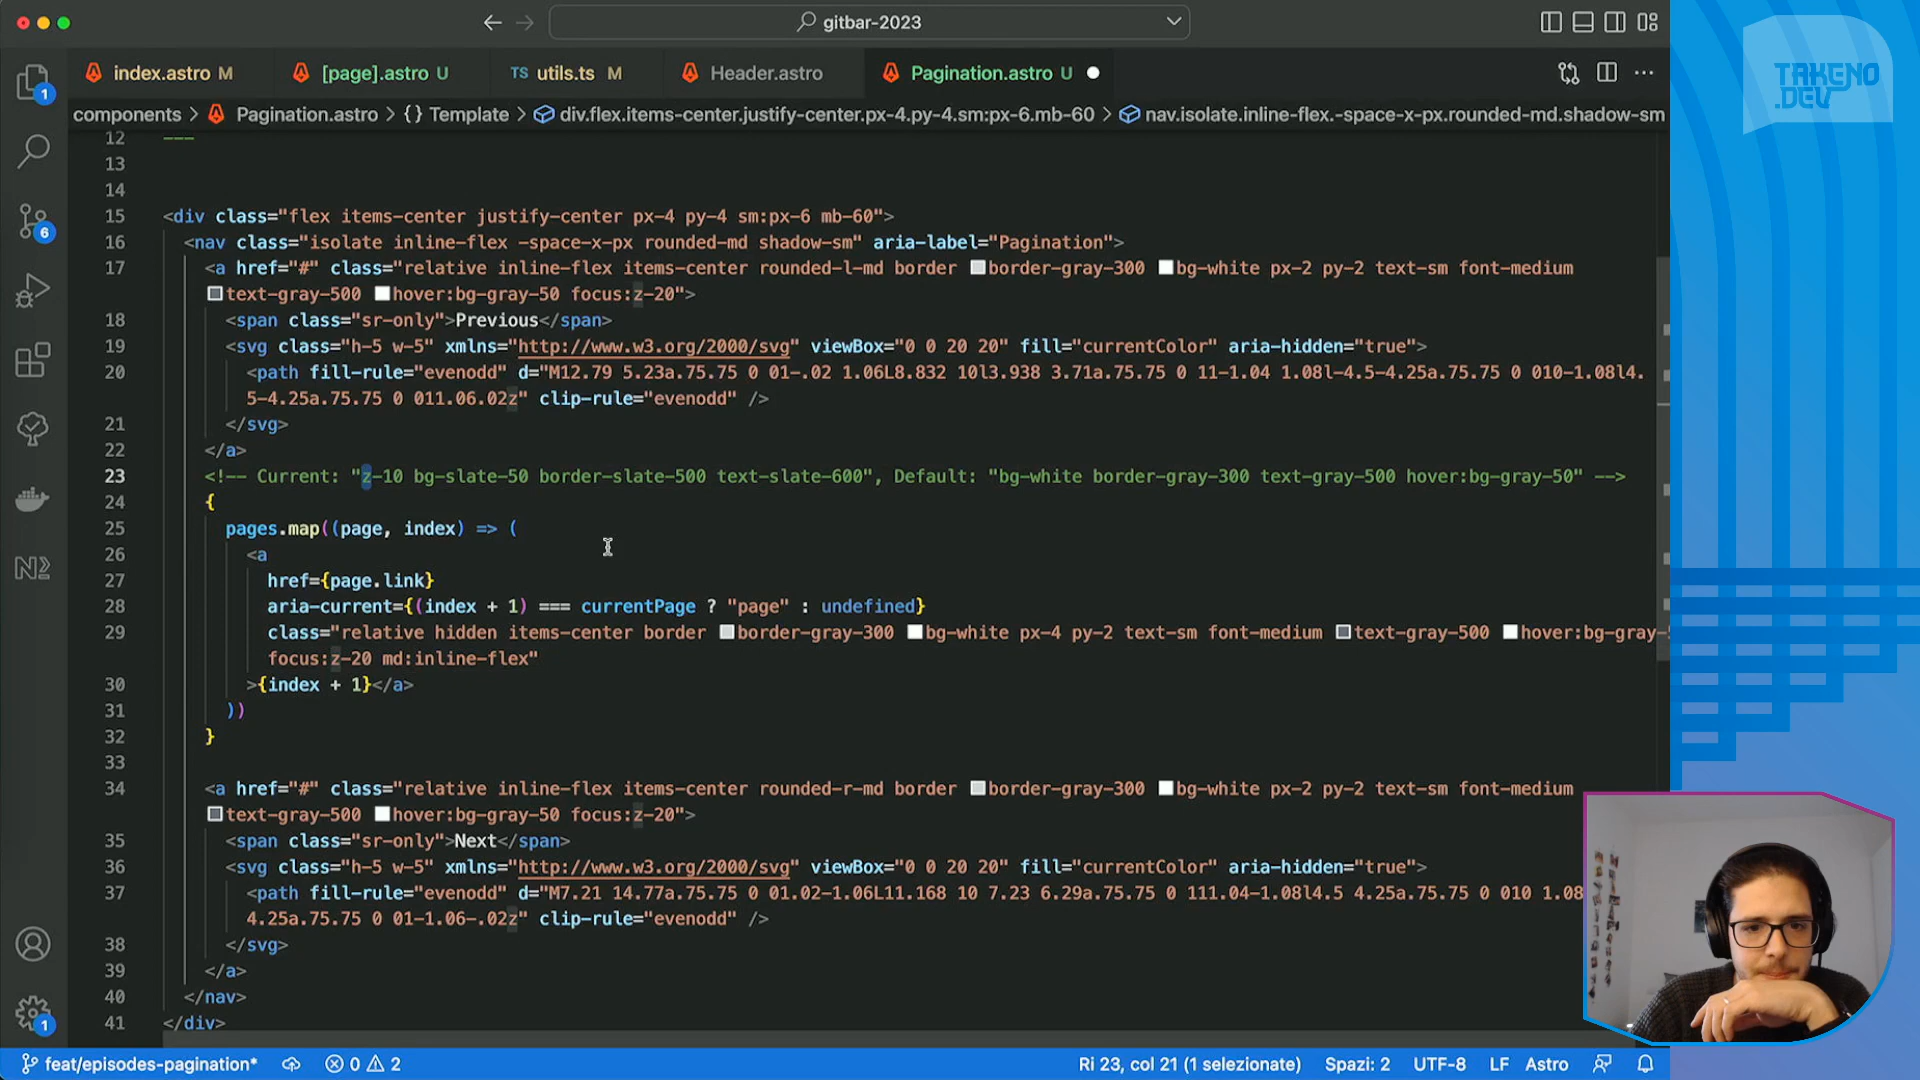 gitbar-2023
index.astro M
[page].astro U
TS utils.ts M
Header.astro
Pagination.astro U
TAKENO
.DEV
components > Pagination.astro > {} Template > div.flex.items-center.justify-center.px-4.py-4.sm:px-6.mb-60 > nav.isolate.inline-flex.-space-x-px.rounded-md.shadow-sm
12 ---
13
14
15 <div class="flex items-center justify-center px-4 py-4 sm:px-6 mb-60">
16 <nav class="isolate inline-flex -space-x-px rounded-md shadow-sm" aria-label="Pagination">
17 <a href="#" class="relative inline-flex items-center rounded-l-md border border-gray-300 bg-white px-2 py-2 text-sm font-medium
text-gray-500 hover:bg-gray-50 focus:z-20">
18 <span class="sr-only">Previous</span>
19 <svg class="h-5 w-5" xmlns="http://www.w3.org/2000/svg" viewBox="0 0 20 20" fill="currentColor" aria-hidden="true">
20 <path fill-rule="evenodd" d="M12.79 5.23a.75.75 0 01-.02 1.06L8.832 10l3.938 3.71a.75.75 0 11-1.04 1.08l-4.5-4.25a.75.75 0 010-1.08l4.
5-4.25a.75.75 0 011.06.02z" clip-rule="evenodd" />
21 </svg>
22 </a>
23 <!-- Current: "z-10 bg-slate-50 border-slate-500 text-slate-600", Default: "bg-white border-gray-300 text-gray-500 hover:bg-gray-50" -->
24 {
25 pages.map((page, index) => (
26 <a
27 href={page.link}
28 aria-current={(index + 1) === currentPage ? "page" : undefined}
29 class="relative hidden items-center border border-gray-300 bg-white px-4 py-2 text-sm font-medium text-gray-500 hover:bg-gray-
focus:z-20 md:inline-flex"
30 >{index + 1}</a>
31 ))
32 }
33
34 <a href="#" class="relative inline-flex items-center rounded-r-md border border-gray-300 bg-white px-2 py-2 text-sm font-medium
text-gray-500 hover:bg-gray-50 focus:z-20">
35 <span class="sr-only">Next</span>
36 <svg class="h-5 w-5" xmlns="http://www.w3.org/2000/svg" viewBox="0 0 20 20" fill="currentColor" aria-hidden="true">
37 <path fill-rule="evenodd" d="M7.21 14.77a.75.75 0 01.02-1.06L11.168 10 7.23 6.29a.75.75 0 111.04-1.08l4.5 4.25a.75.75 0 010 1.08
4.25a.75.75 0 01-1.06-.02z" clip-rule="evenodd" />
38 </svg>
39 </a>
40 </nav>
41 </div>
1
6
1
feat/episodes-pagination* 0 2 Ri 23, col 21 (1 selezionate) Spazi: 2 UTF-8 LF Astro